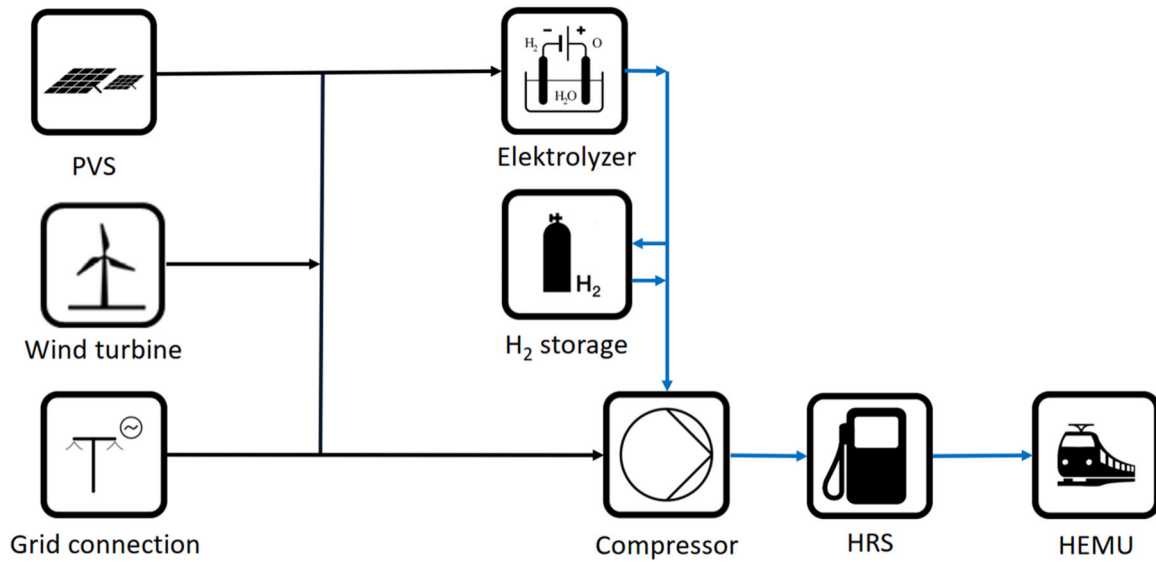 H₂ - + O
H₂O
PVS
Elektrolyzer
H₂
Wind turbine
H₂ storage
Grid connection
Compressor
HRS
HEMU